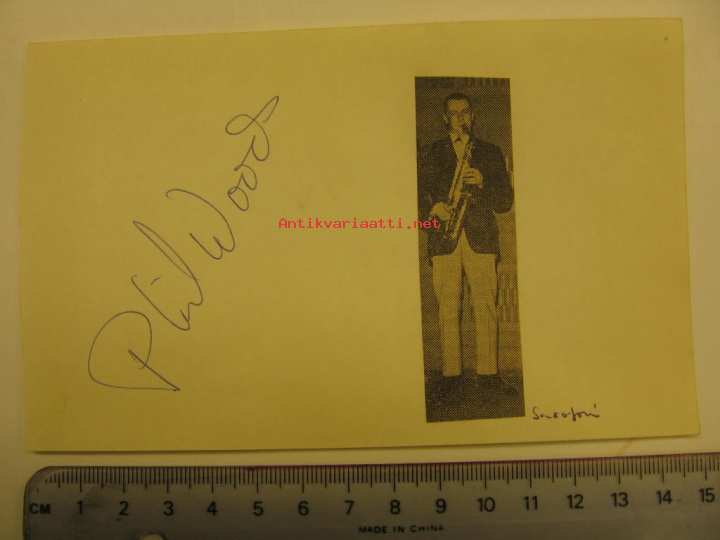 Phil Woods
Antikvariaatti.net
Saxofoni
CM 1 2 3 4 5 6 7 8 9 10 11 12 13 14 15
MADE IN CHINA